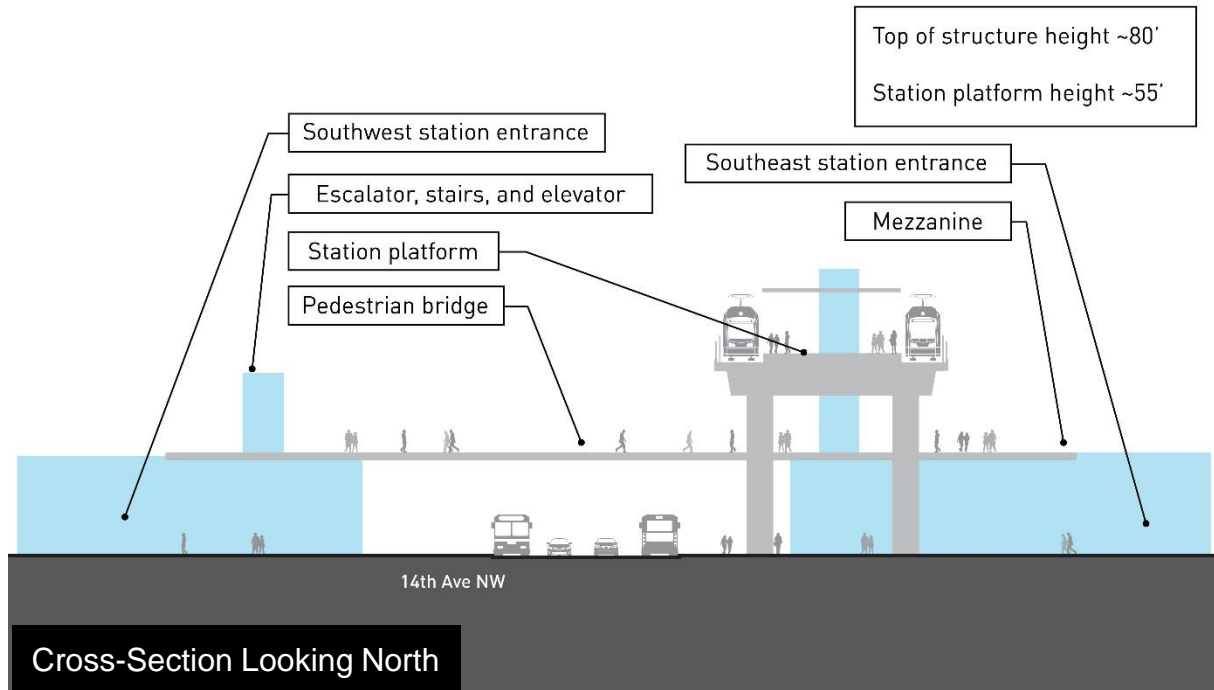 Top of structure height ~80’
Station platform height ~55’
Southwest station entrance
Southeast station entrance
Escalator, stairs, and elevator
Mezzanine
Station platform
Pedestrian bridge
14th Ave NW
Cross-Section Looking North